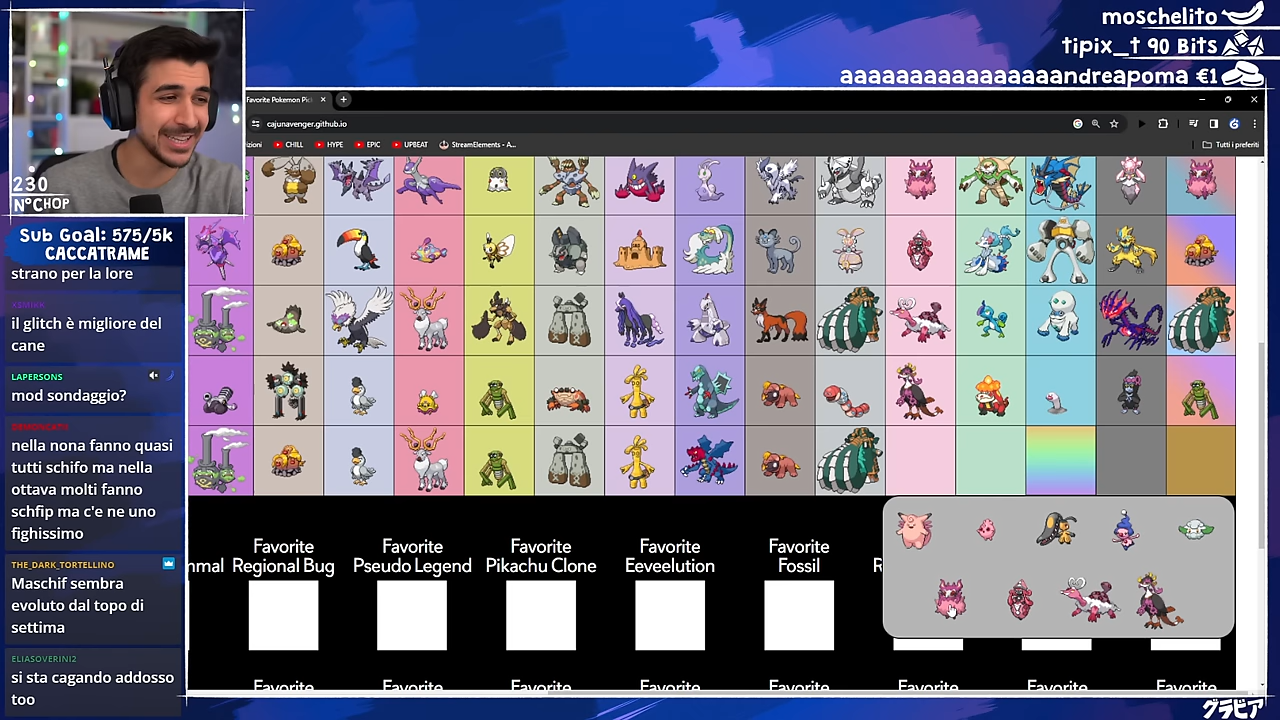 moschelito
tipix_t 90 Bits
aaaaaaaaaaaaaaaandreapoma €1
Favorite Pokemon Pic
cajunavenger.github.io
izioni
CHILL
HYPE
EPIC
UPBEAT
StreamElements - A...
Tutti i preferiti
230
N°CHOP
Sub Goal: 575/5k
CACCATRAME
strano per la lore
il glitch è migliore del
cane
LAPERSONS
mod sondaggio?
nella nona fanno quasi
tutti schifo ma nella
ottava molti fanno
schfip ma c'e ne uno
fighissimo
THE_DARK_TORTELLINO
Maschif sembra
evoluto dal topo di
settima
ELIASOVERINI2
si sta cagando addosso
too
nmal
Favorite
Regional Bug
Favorite
Pseudo Legend
Favorite
Pikachu Clone
Favorite
Eeveelution
Favorite
Fossil
R
Favorite
Favorite
Favorite
Favorite
Favorite
Favorite
Favorite
Favorite
グラビア